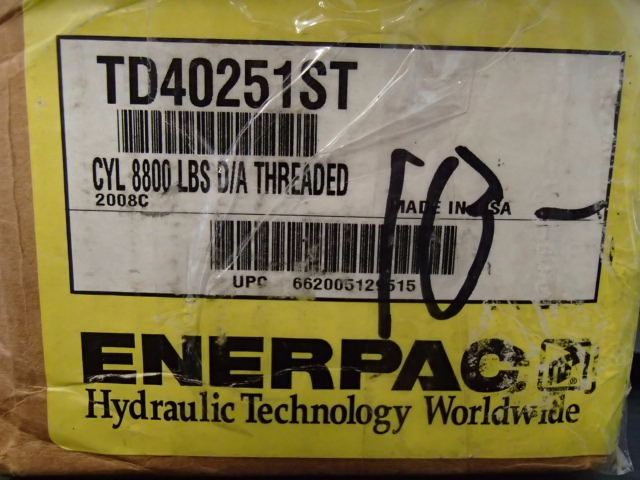 TD40251ST
CYL 8800 LBS D/A THREADED
2008C MADE IN USA
10 -
UPC 662005129515
ENERPAC
Hydraulic Technology Worldwide